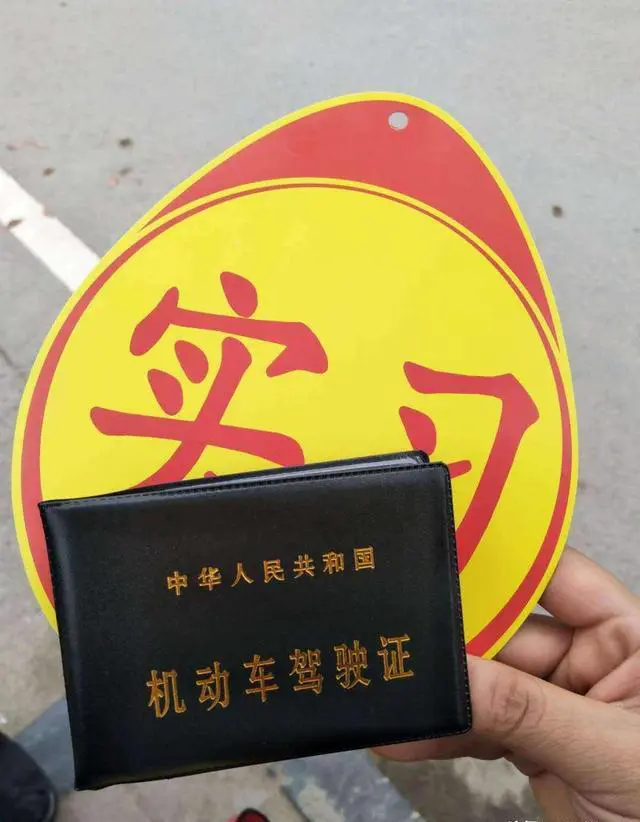 实习
中华人民共和国
机动车驾驶证